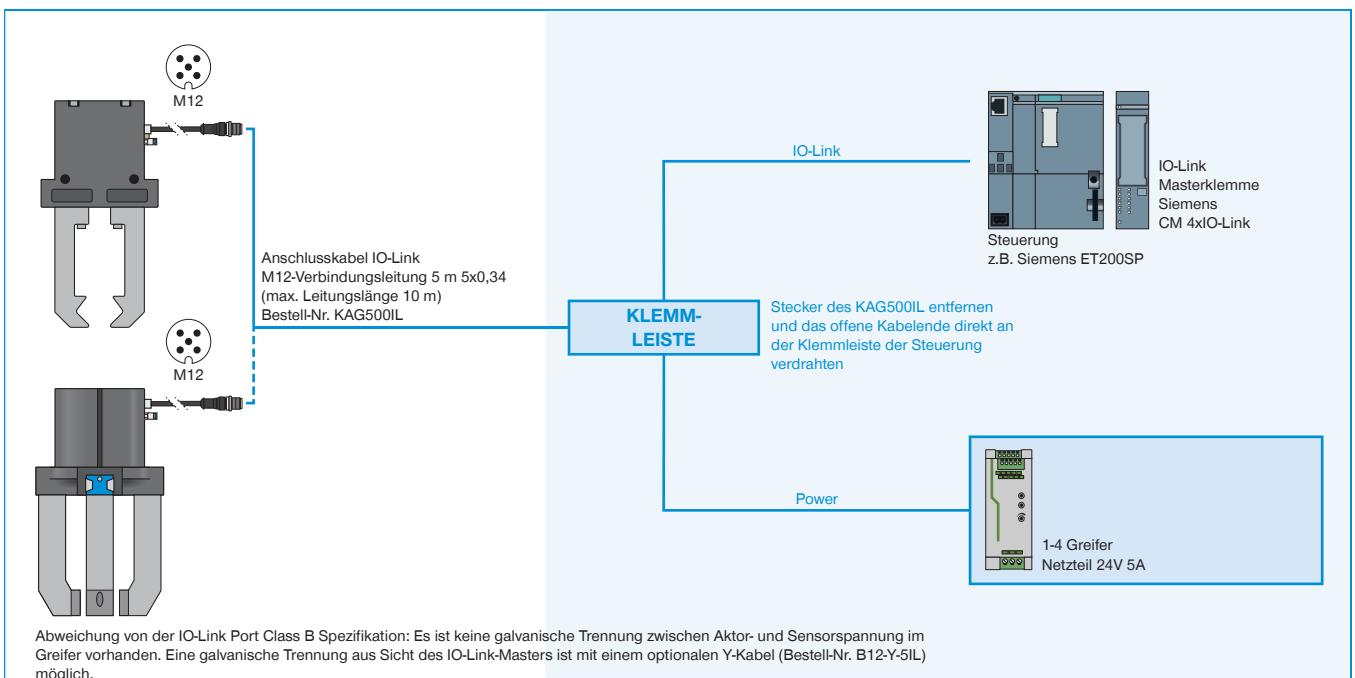 M12
Anschlusskabel IO-Link
M12-Verbindungsleitung 5 m 5x0,34
(max. Leitungslänge 10 m)
Bestell-Nr. KAG500IL
M12
KLEMM-
LEISTE
Stecker des KAG500IL entfernen
und das offene Kabelende direkt an
der Klemmleiste der Steuerung
verdrahten
IO-Link
Steuerung
z.B. Siemens ET200SP
IO-Link
Masterklemme
Siemens
CM 4xIO-Link
Power
1-4 Greifer
Netzteil 24V 5A
Abweichung von der IO-Link Port Class B Spezifikation: Es ist keine galvanische Trennung zwischen Aktor- und Sensorspannung im
Greifer vorhanden. Eine galvanische Trennung aus Sicht des IO-Link-Masters ist mit einem optionalen Y-Kabel (Bestell-Nr. B12-Y-5IL)
möglich.